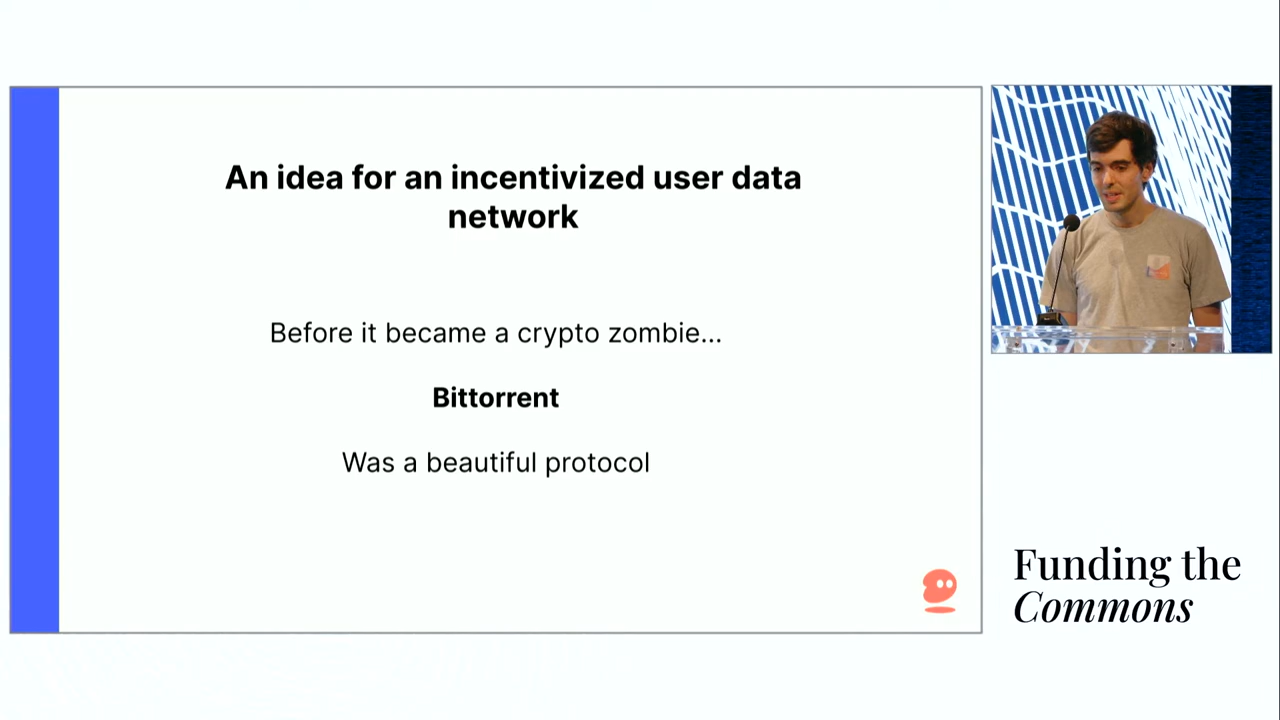 An idea for an incentivized user data
network
Before it became a crypto zombie...
Bittorrent
Was a beautiful protocol
Funding the
Commons